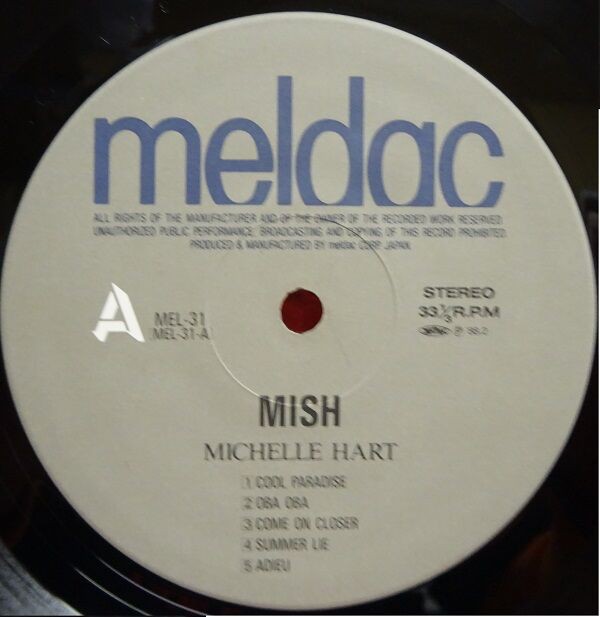 meldac
ALL RIGHTS OF THE MANUFACTURER AND OF THE OWNER OF THE RECORDED WORK RESERVED.
UNAUTHORIZED PUBLIC PERFORMANCE, BROADCASTING AND COPYING OF THIS RECORD PROHIBITED.
PRODUCED & MANUFACTURED BY meldac CORP. JAPAN.
A
MEL-31
(MEL-31-A)
STEREO
33⅓R.P.M
MISH
MICHELLE HART
1 COOL PARADISE
2 OBA OBA
3 COME ON CLOSER
4 SUMMER LIE
5 ADIEU